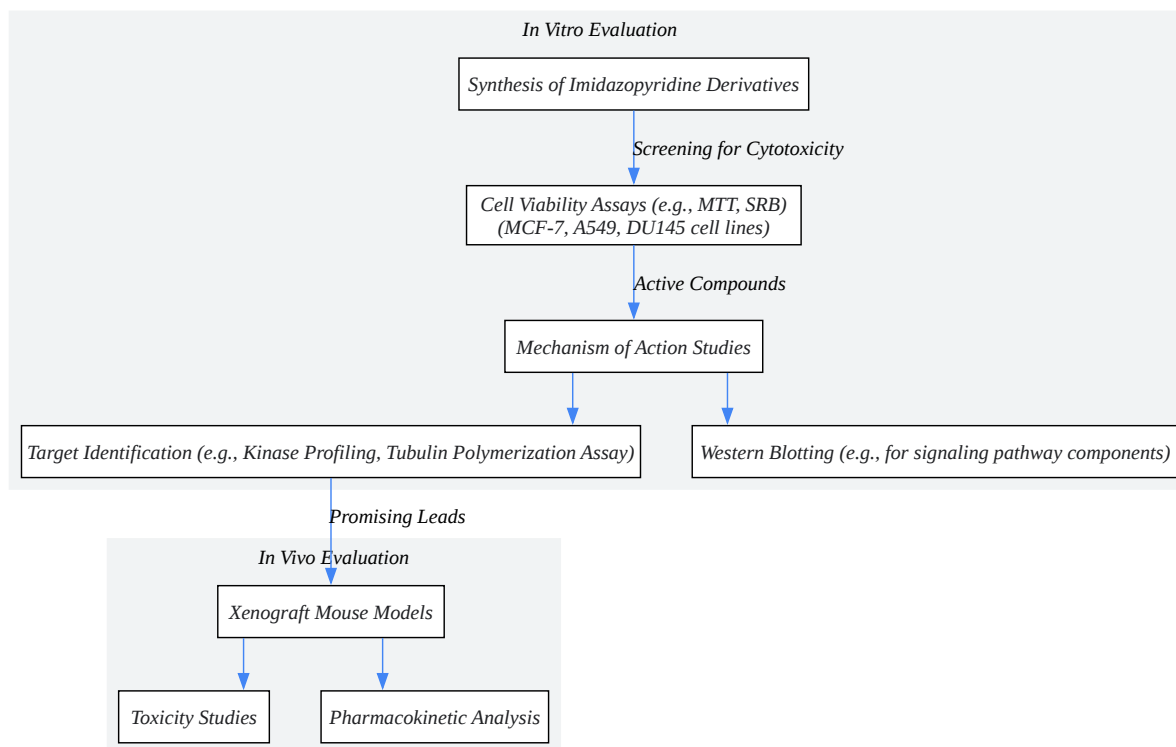 In Vitro Evaluation
Synthesis of Imidazopyridine Derivatives
Screening for Cytotoxicity
Cell Viability Assays (e.g., MTT, SRB)
(MCF-7, A549, DU145 cell lines)
Active Compounds
Mechanism of Action Studies
Target Identification (e.g., Kinase Profiling, Tubulin Polymerization Assay)
Western Blotting (e.g., for signaling pathway components)
Promising Leads
In Vivo Evaluation
Xenograft Mouse Models
Toxicity Studies
Pharmacokinetic Analysis